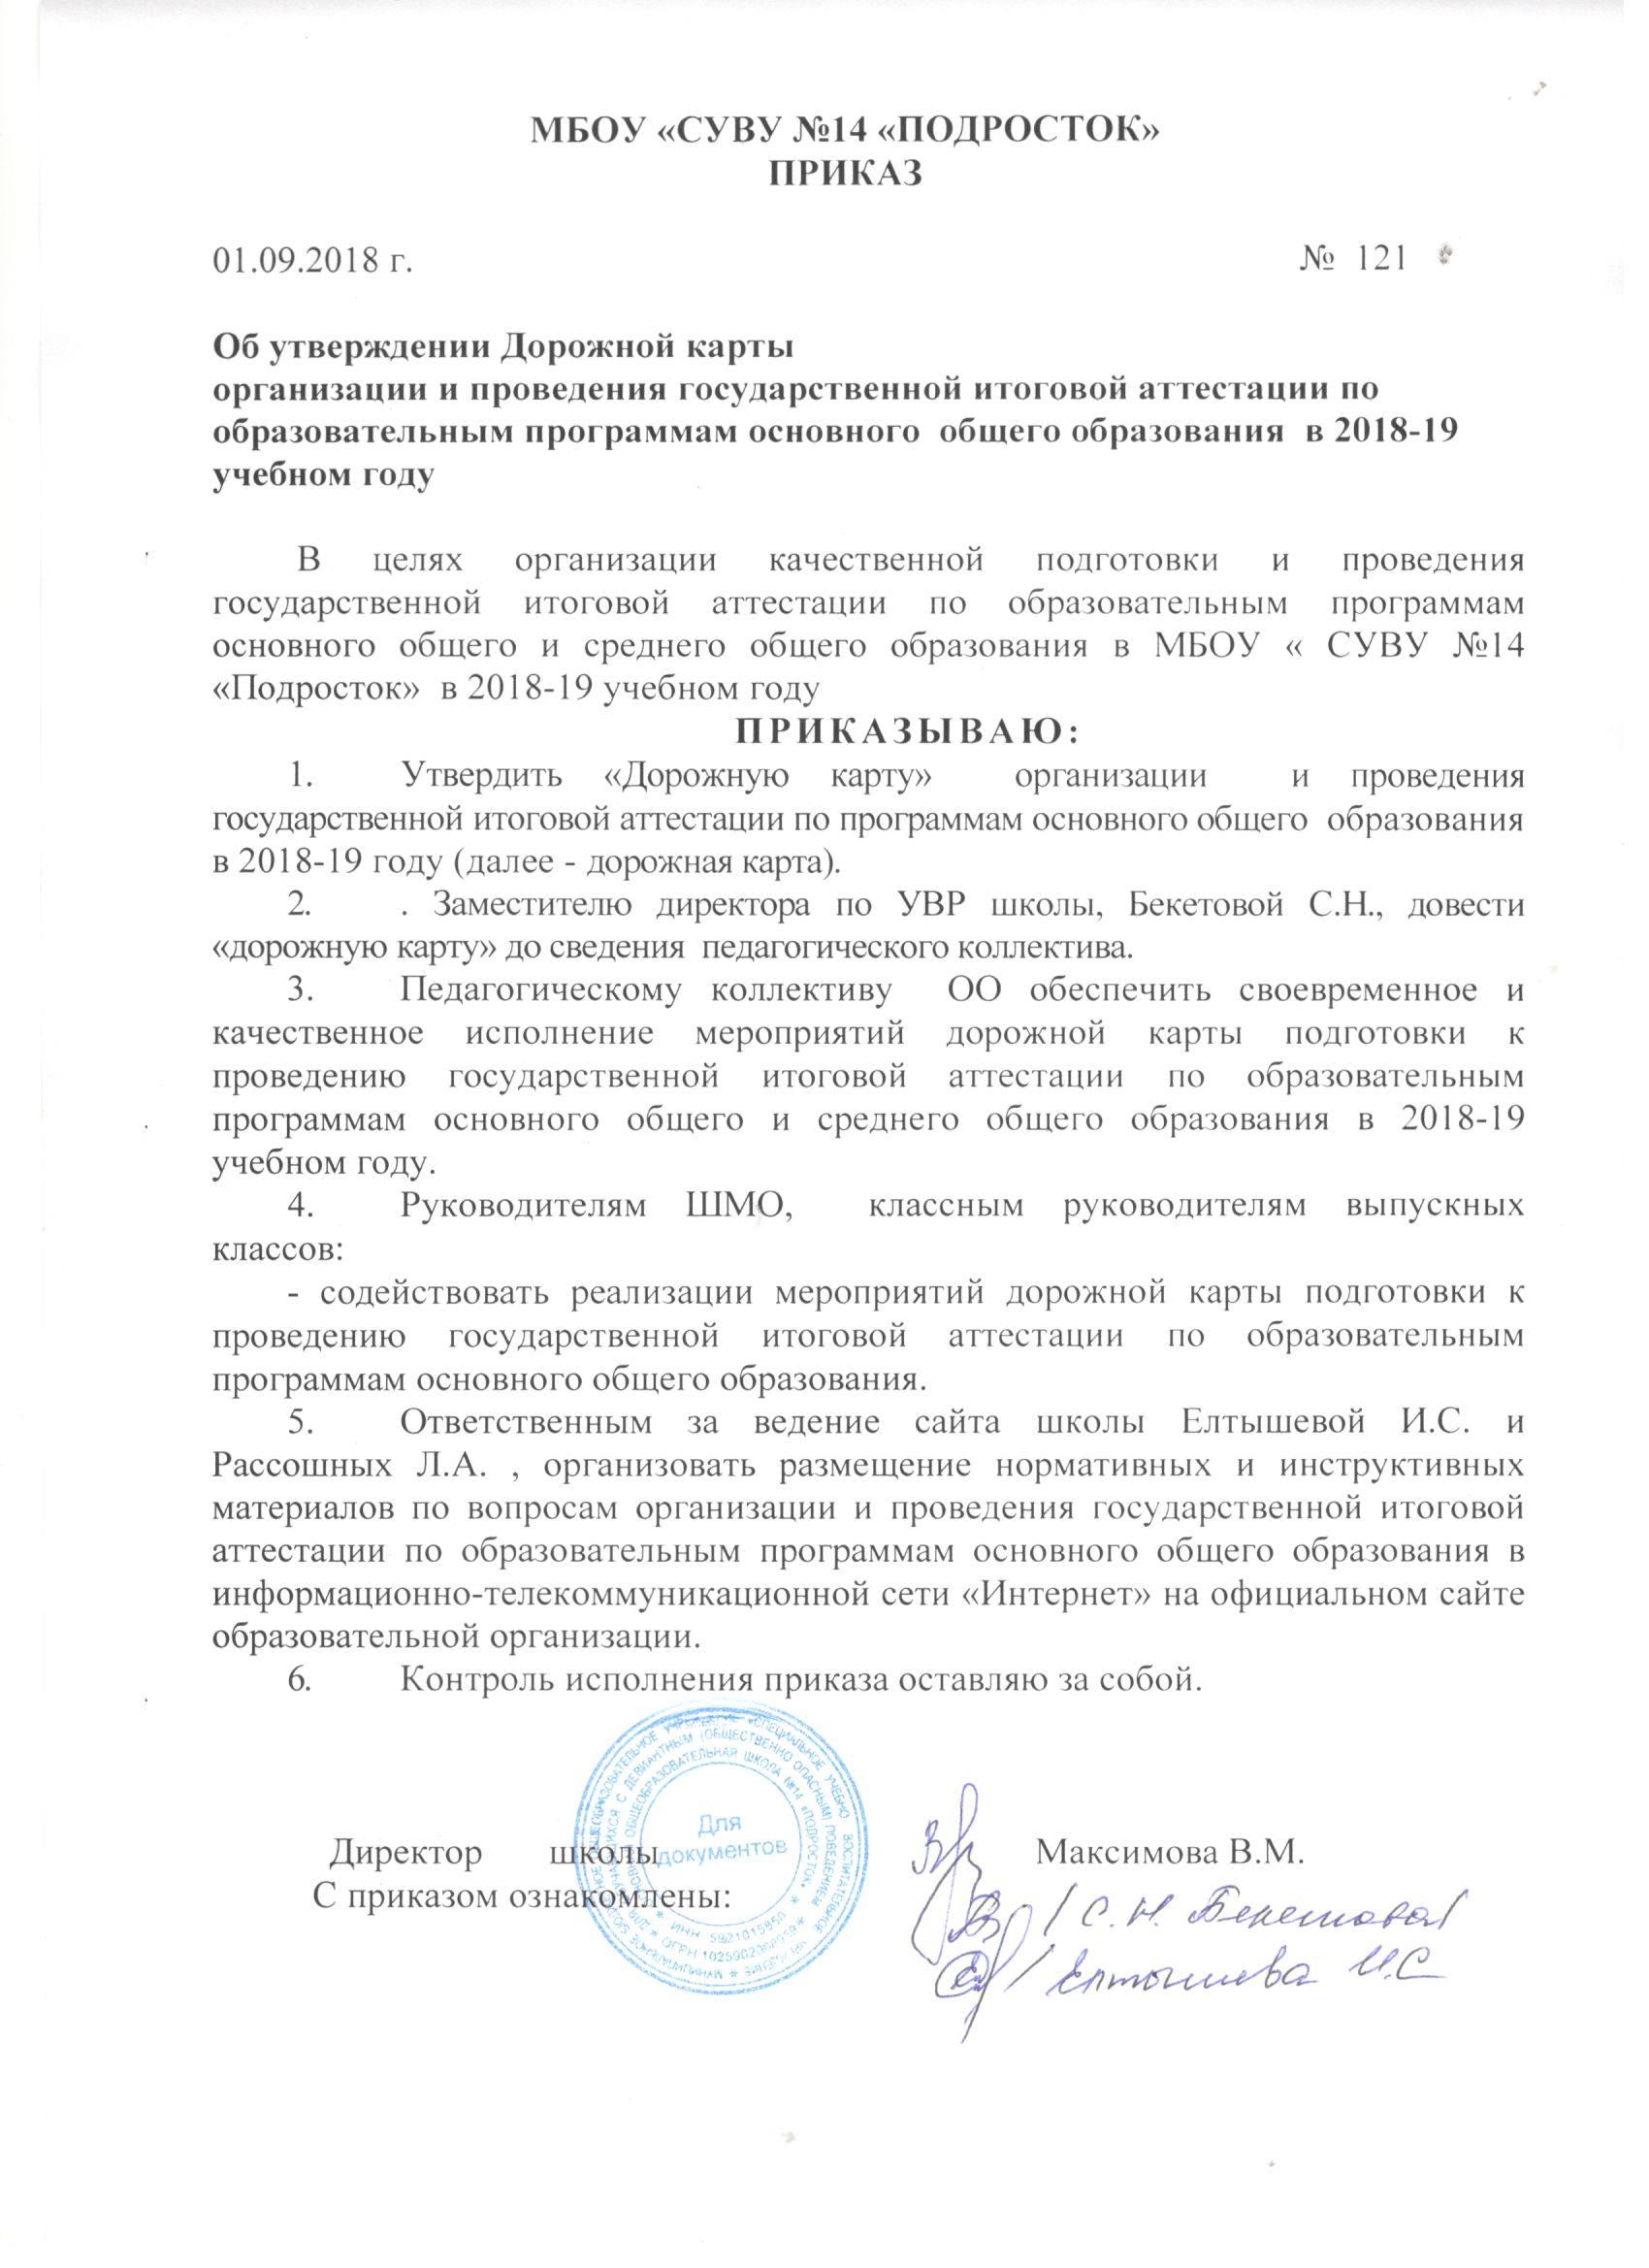 МБОУ «СУВУ №14 «ПОДРОСТОК»
ПРИКАЗ
01.09.2018 г. № 121
Об утверждении Дорожной карты
организации и проведения государственной итоговой аттестации по
образовательным программам основного общего образования в 2018-19
учебном году
В целях организации качественной подготовки и проведения
государственной итоговой аттестации по образовательным программам
основного общего и среднего общего образования в МБОУ « СУВУ №14
«Подросток» в 2018-19 учебном году
ПРИКАЗЫВАЮ:
1. Утвердить «Дорожную карту» организации и проведения
государственной итоговой аттестации по программам основного общего образования
в 2018-19 году (далее - дорожная карта).
2. . Заместителю директора по УВР школы, Бекетовой С.Н., довести
«дорожную карту» до сведения педагогического коллектива.
3. Педагогическому коллективу ОО обеспечить своевременное и
качественное исполнение мероприятий дорожной карты подготовки к
проведению государственной итоговой аттестации по образовательным
программам основного общего и среднего общего образования в 2018-19
учебном году.
4. Руководителям ШМО, классным руководителям выпускных
классов:
- содействовать реализации мероприятий дорожной карты подготовки к
проведению государственной итоговой аттестации по образовательным
программам основного общего образования.
5. Ответственным за ведение сайта школы Елтышевой И.С. и
Рассошных Л.А. , организовать размещение нормативных и инструктивных
материалов по вопросам организации и проведения государственной итоговой
аттестации по образовательным программам основного общего образования в
информационно-телекоммуникационной сети «Интернет» на официальном сайте
образовательной организации.
6. Контроль исполнения приказа оставляю за собой.
Для
документов
Директор школы Максимова В.М.
С приказом ознакомлены:
/ С.Н. Бекетова/
/ Елтышева И.С